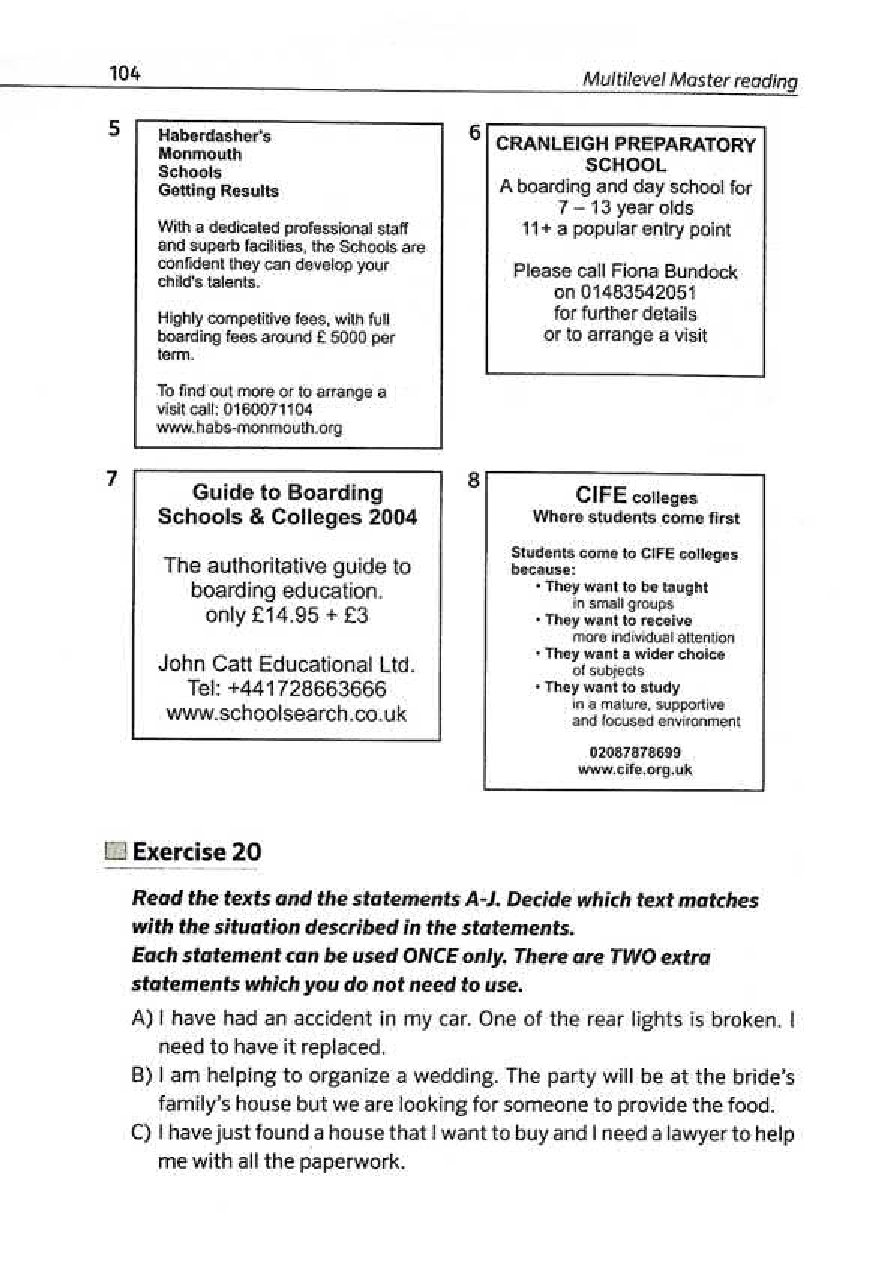 104
Multilevel Master reading
5
Haberdasher's
Monmouth
Schools
Getting Results
With a dedicated professional staff
and superb facilities, the Schools are
confident they can develop your
child's talents.
Highly competitive fees, with full
boarding fees around £ 5000 per
term.
To find out more or to arrange a
visit call: 0160071104
www.habs-monmouth.org
6
CRANLEIGH PREPARATORY
SCHOOL
A boarding and day school for
7 – 13 year olds
11+ a popular entry point
Please call Fiona Bundock
on 01483542051
for further details
or to arrange a visit
7
Guide to Boarding
Schools & Colleges 2004
The authoritative guide to
boarding education.
only £14.95 + £3
John Catt Educational Ltd.
Tel: +441728663666
www.schoolsearch.co.uk
8
CIFE colleges
Where students come first
Students come to CIFE colleges
because:
• They want to be taught
in small groups
• They want to receive
more individual attention
• They want a wider choice
of subjects
• They want to study
in a mature, supportive
and focused environment
02087878699
www.cife.org.uk
Exercise 20
Read the texts and the statements A-J. Decide which text matches
with the situation described in the statements.
Each statement can be used ONCE only. There are TWO extra
statements which you do not need to use.
A) I have had an accident in my car. One of the rear lights is broken. I
need to have it replaced.
B) I am helping to organize a wedding. The party will be at the bride's
family's house but we are looking for someone to provide the food.
C) I have just found a house that I want to buy and I need a lawyer to help
me with all the paperwork.